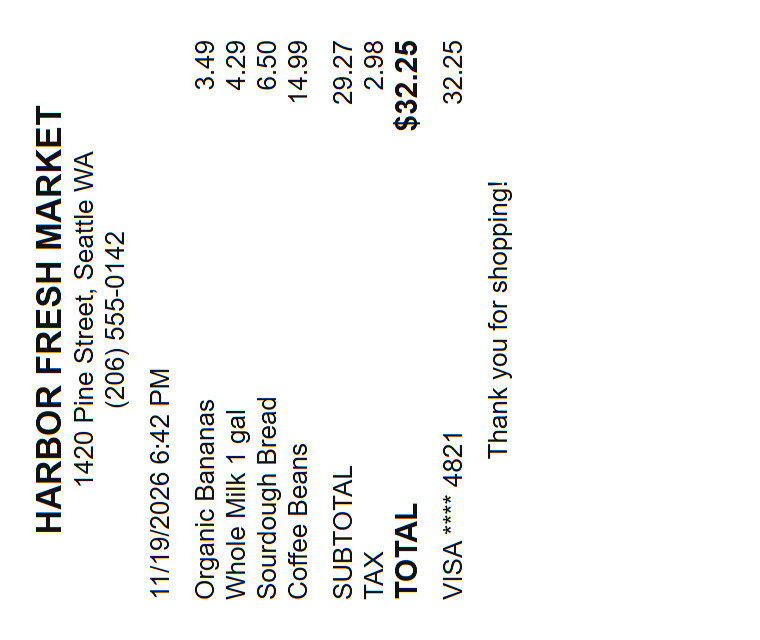 HARBOR FRESH MARKET
1420 Pine Street, Seattle WA
(206) 555-0142
11/19/2026 6:42 PM
Organic Bananas 3.49
Whole Milk 1 gal 4.29
Sourdough Bread 6.50
Coffee Beans 14.99
SUBTOTAL 29.27
TAX 2.98
TOTAL $32.25
VISA **** 4821 32.25
Thank you for shopping!